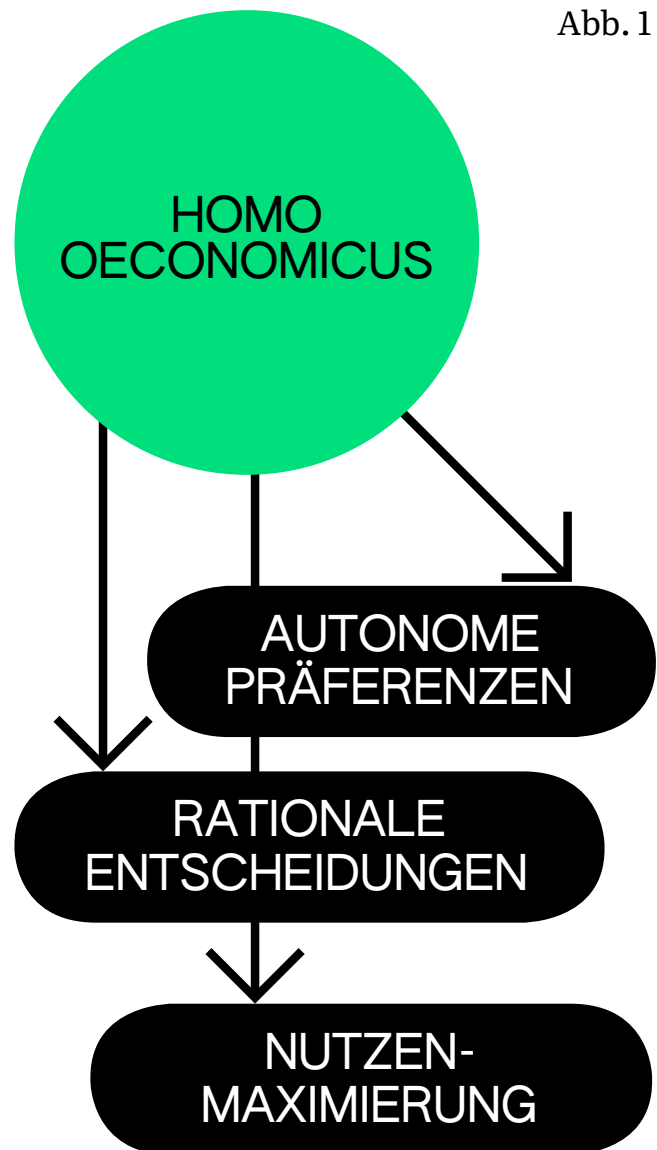 Abb. 1
HOMO
OECONOMICUS
AUTONOME
PRÄFERENZEN
RATIONALE
ENTSCHEIDUNGEN
NUTZEN-
MAXIMIERUNG